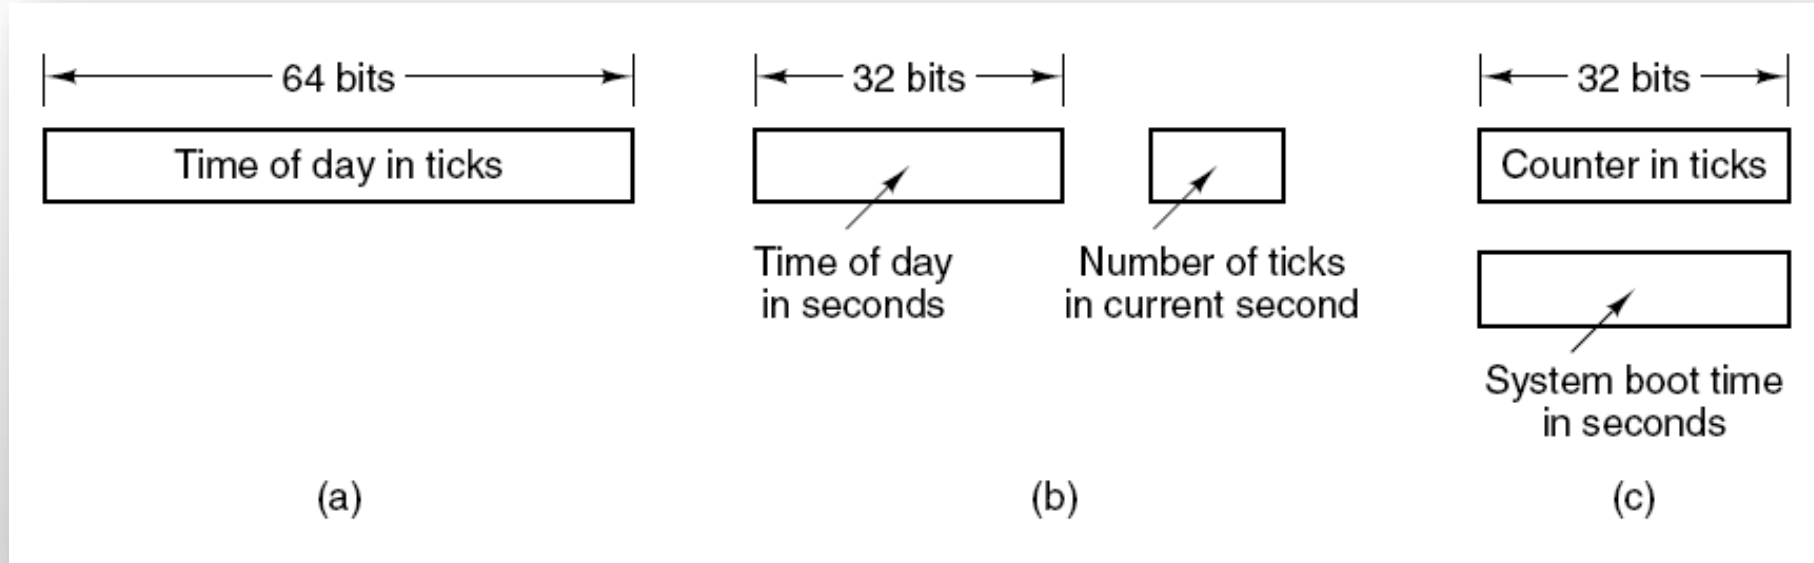 64 bits
Time of day in ticks
32 bits
Time of day
in seconds
Number of ticks
in current second
32 bits
Counter in ticks
System boot time
in seconds
(a)
(b)
(c)